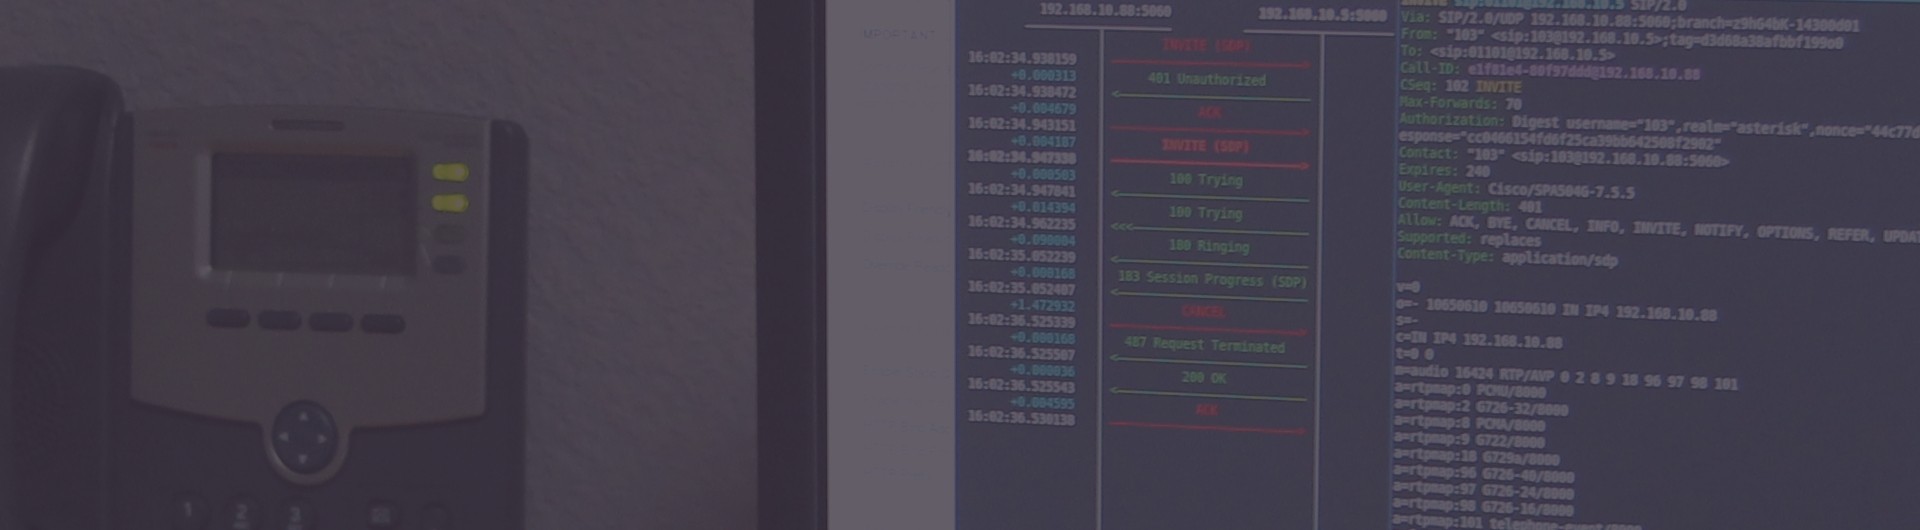 192.168.10.88:5060
192.168.10.5:5060
IMPORTANT
INVITE (SDP)
16:02:34.938159
+0.000313
401 Unauthorized
16:02:34.938472
+0.004679
ACK
16:02:34.943151
+0.004187
INVITE (SDP)
16:02:34.947338
+0.000503
100 Trying
16:02:34.947841
+0.014394
100 Trying
16:02:34.962235
+0.090004
180 Ringing
16:02:35.052239
+0.000168
183 Session Progress (SDP)
16:02:35.052407
+1.472932
CANCEL
16:02:36.525339
+0.000168
487 Request Terminated
16:02:36.525507
+0.000036
200 OK
16:02:36.525543
+0.004595
ACK
16:02:36.530138
INVITE sip:01101@192.168.10.5 SIP/2.0
Via: SIP/2.0/UDP 192.168.10.88:5060;branch=z9hG4bK-14300d01
From: "103" <sip:103@192.168.10.5>;tag=d3d68a38afbbf199o0
To: <sip:01101@192.168.10.5>
Call-ID: e1f81e4-80f97ddd@192.168.10.88
CSeq: 102 INVITE
Max-Forwards: 70
Authorization: Digest username="103",realm="asterisk",nonce="44c77d
esponse="cc0466154fd6f25ca39bb642508f2902"
Contact: "103" <sip:103@192.168.10.88:5060>
Expires: 240
User-Agent: Cisco/SPA504G-7.5.5
Content-Length: 401
Allow: ACK, BYE, CANCEL, INFO, INVITE, NOTIFY, OPTIONS, REFER, UPDAT
Supported: replaces
Content-Type: application/sdp
v=0
o=- 10650610 10650610 IN IP4 192.168.10.88
s=-
c=IN IP4 192.168.10.88
t=0 0
m=audio 16424 RTP/AVP 0 2 8 9 18 96 97 98 101
a=rtpmap:0 PCMU/8000
a=rtpmap:2 G726-32/8000
a=rtpmap:8 PCMA/8000
a=rtpmap:9 G722/8000
a=rtpmap:18 G729a/8000
a=rtpmap:96 G726-40/8000
a=rtpmap:97 G726-24/8000
a=rtpmap:98 G726-16/8000
a=rtpmap:101 telephone-event/8000
1 2 3